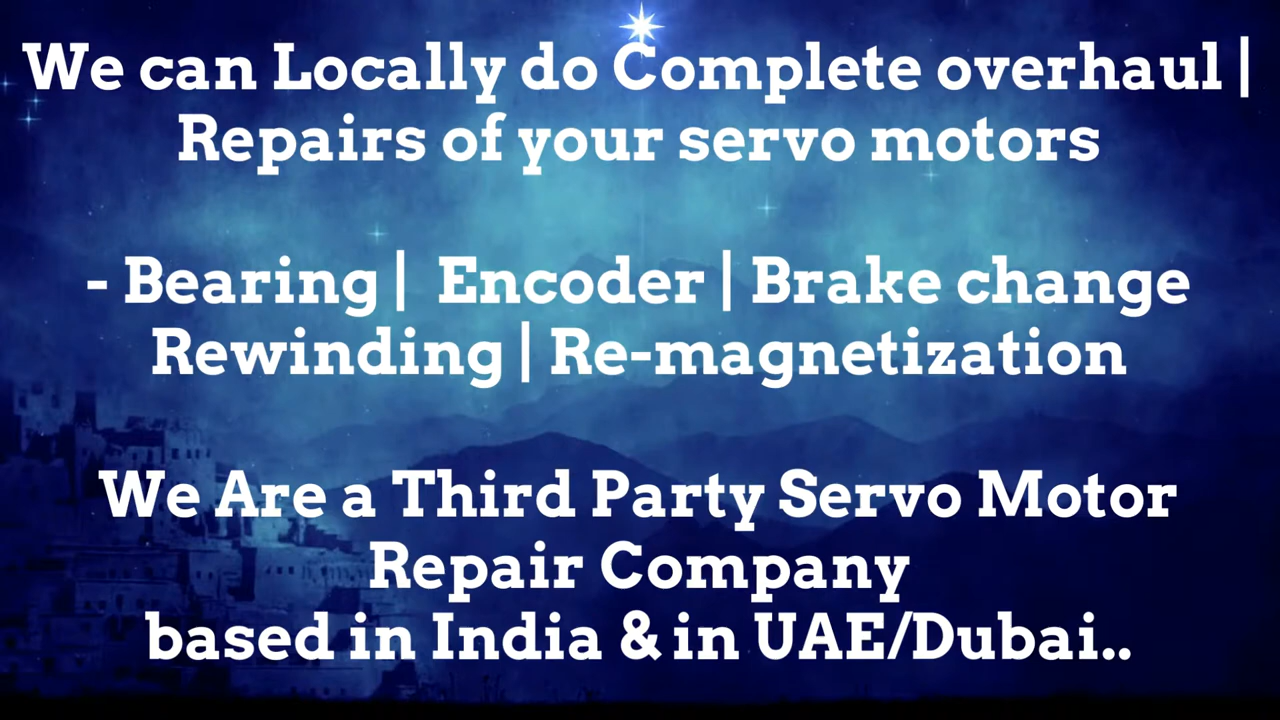 We can Locally do Complete overhaul |
Repairs of your servo motors
- Bearing | Encoder | Brake change
Rewinding | Re-magnetization
We Are a Third Party Servo Motor
Repair Company
based in India & in UAE/Dubai..